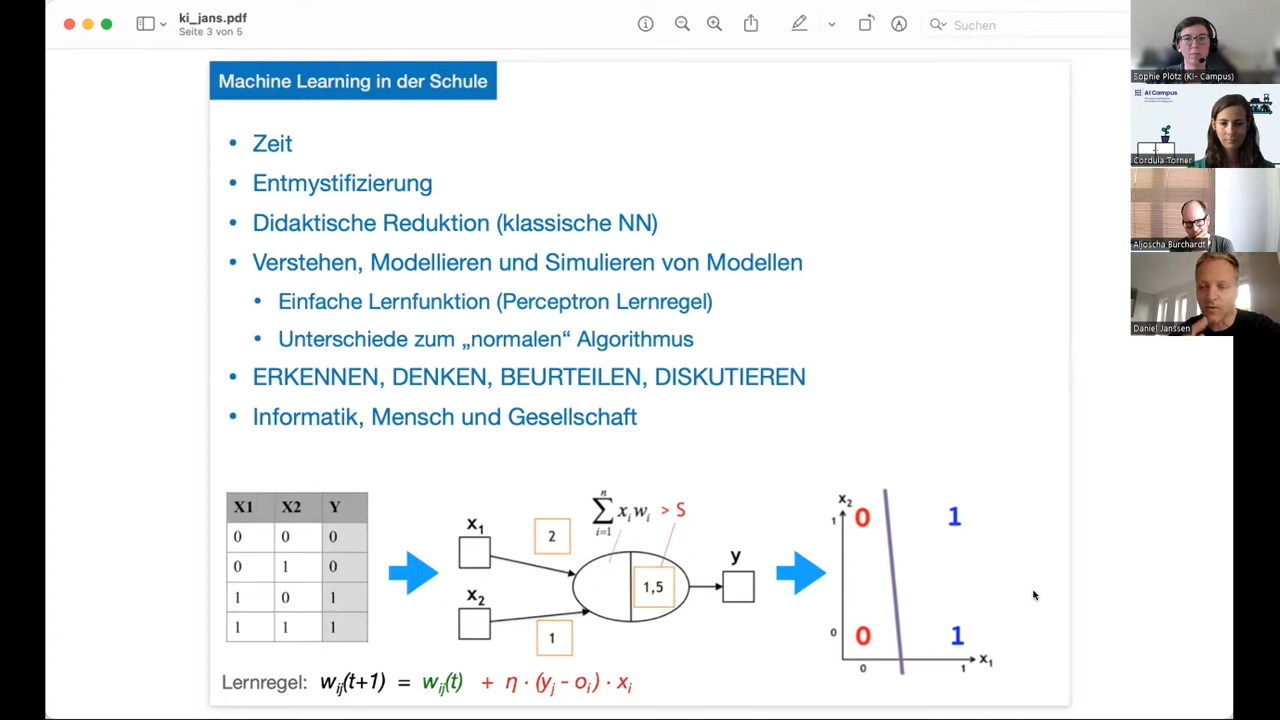 ki_jans.pdf
Seite 3 von 5
Suchen
Machine Learning in der Schule
• Zeit
• Entmystifizierung
• Didaktische Reduktion (klassische NN)
• Verstehen, Modellieren und Simulieren von Modellen
• Einfache Lernfunktion (Perceptron Lernregel)
• Unterschiede zum „normalen“ Algorithmus
• ERKENNEN, DENKEN, BEURTEILEN, DISKUTIEREN
• Informatik, Mensch und Gesellschaft
X1 X2 Y
0 0 0
0 1 0
1 0 1
1 1 1
x1
2
x2
1
n
∑ xiwi > S
i=1
1,5
y
x2
1
0 1
0
0 1
0 1
x1
Lernregel: wij(t+1) = wij(t) + η · (yj - oi) · xi
Sophie Plötz (KI- Campus)
AI Campus
Cordula Torner
Aljoscha Burchardt
Daniel Janssen